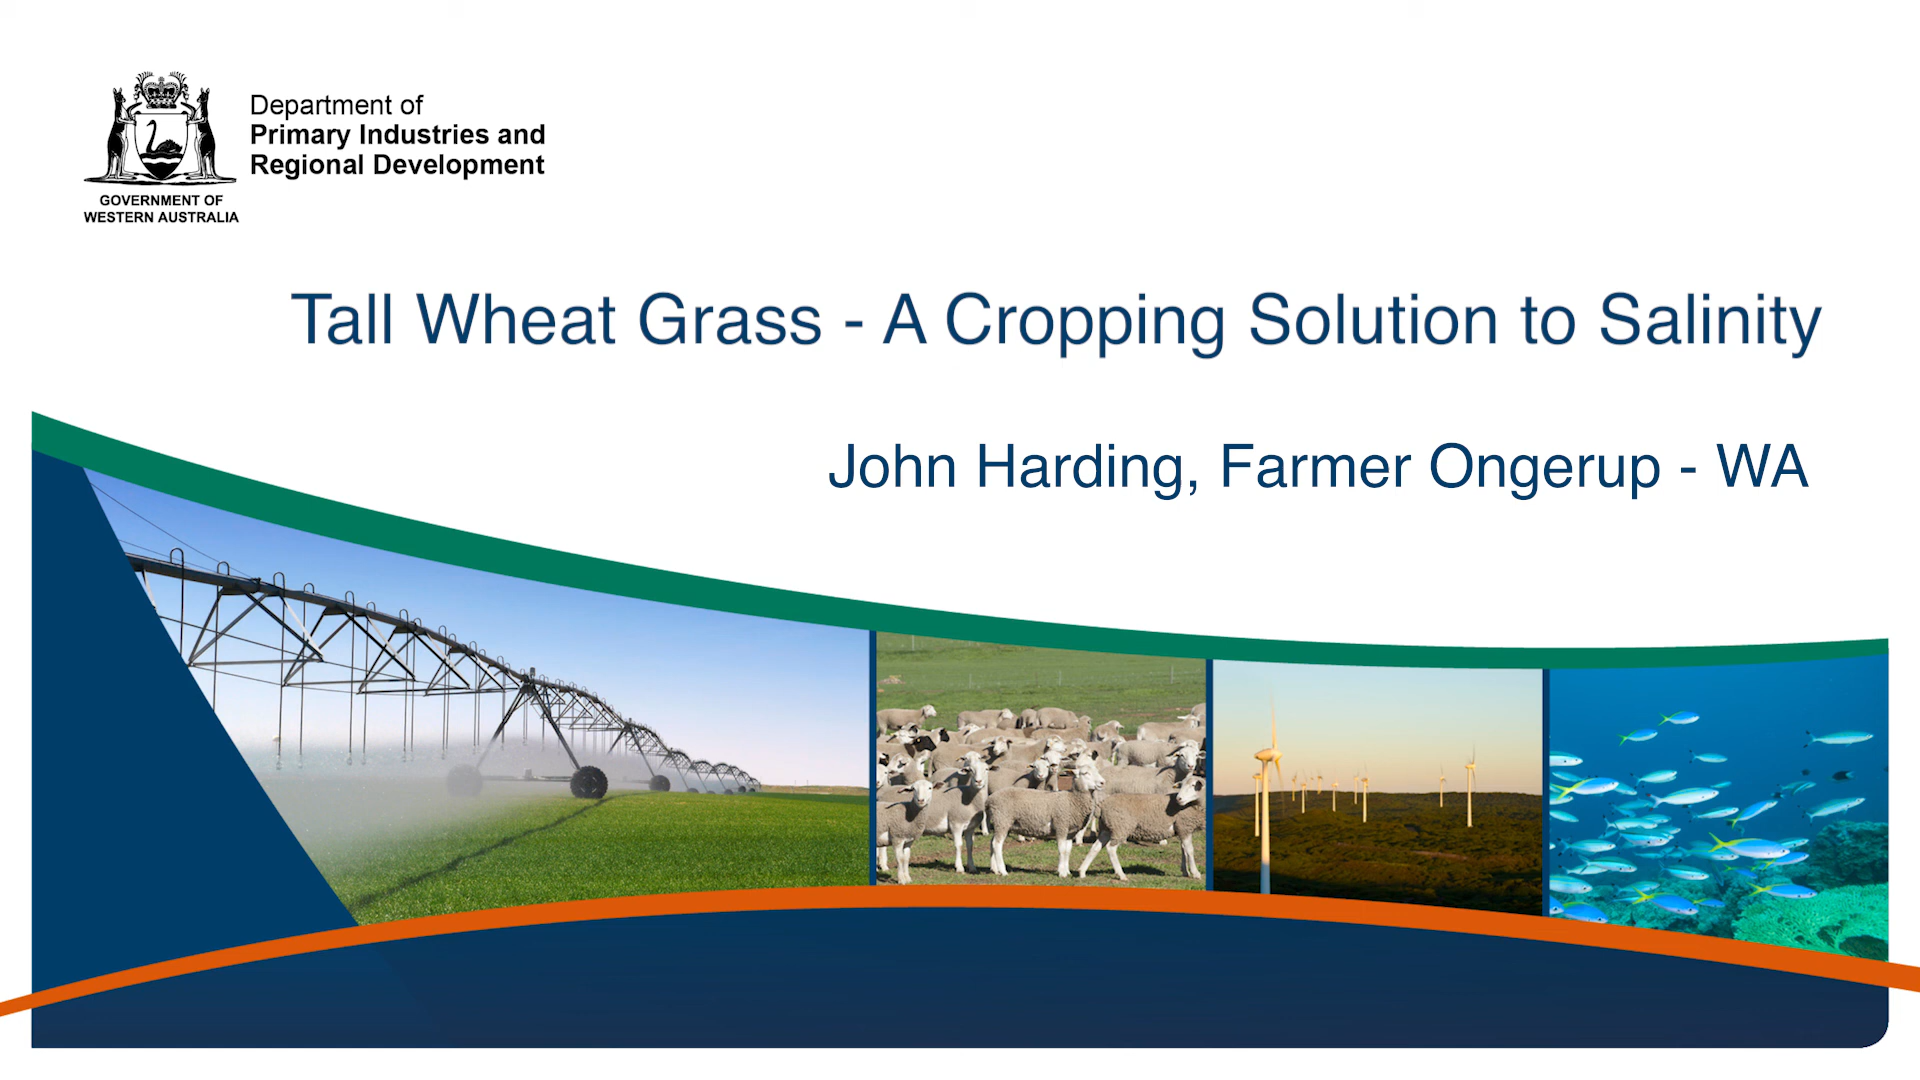 Department of
Primary Industries and
Regional Development
GOVERNMENT OF
WESTERN AUSTRALIA
Tall Wheat Grass - A Cropping Solution to Salinity
John Harding, Farmer Ongerup - WA